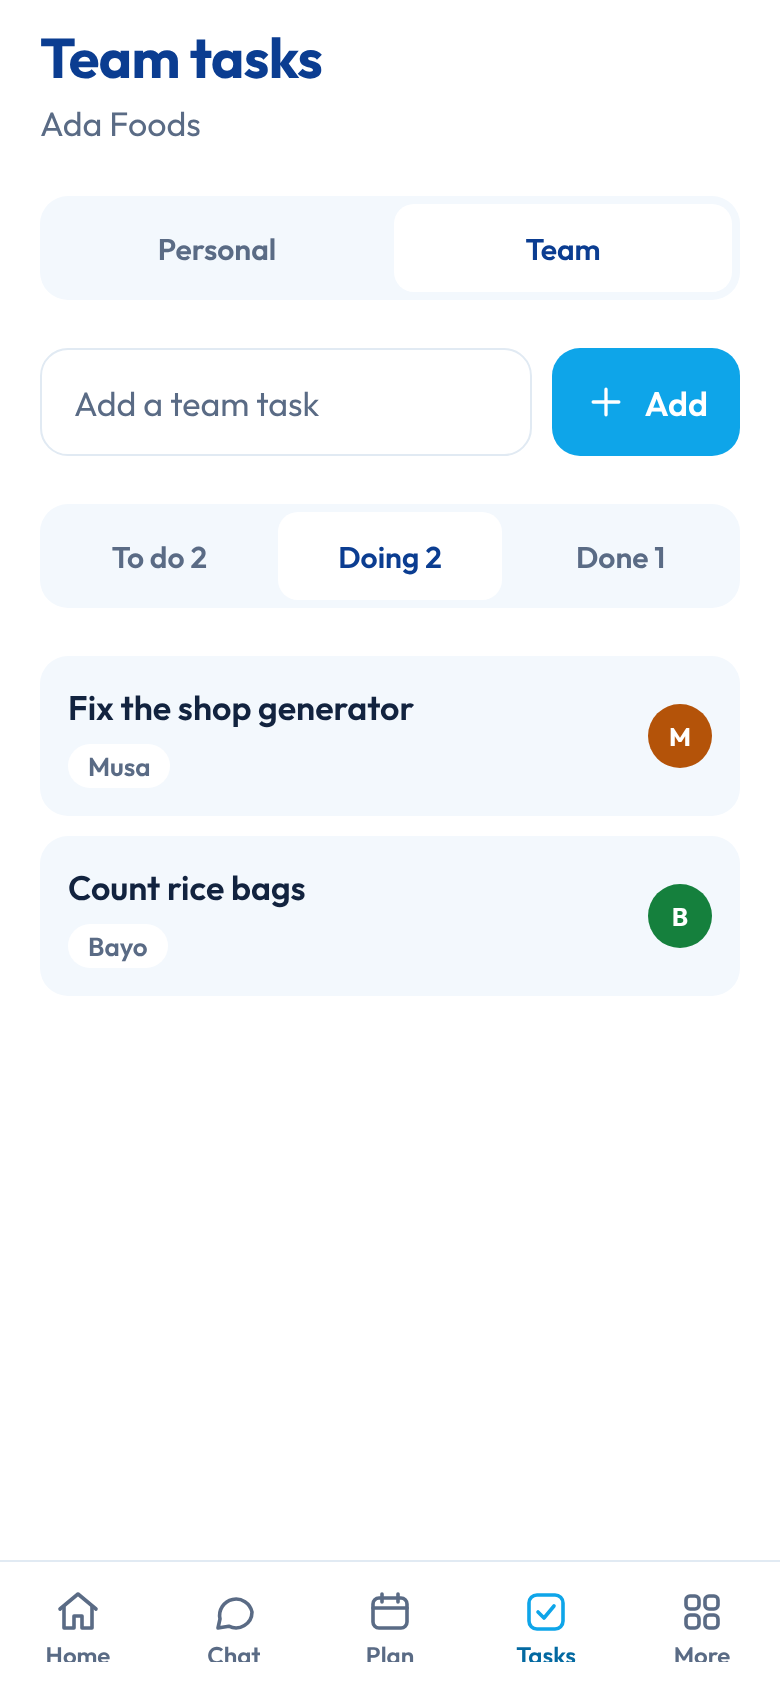 Team tasks
Ada Foods
Personal Team
Add a team task + Add
To do 2 Doing 2 Done 1
Fix the shop generator
Musa
M
Count rice bags
Bayo
B
Home Chat Plan Tasks More